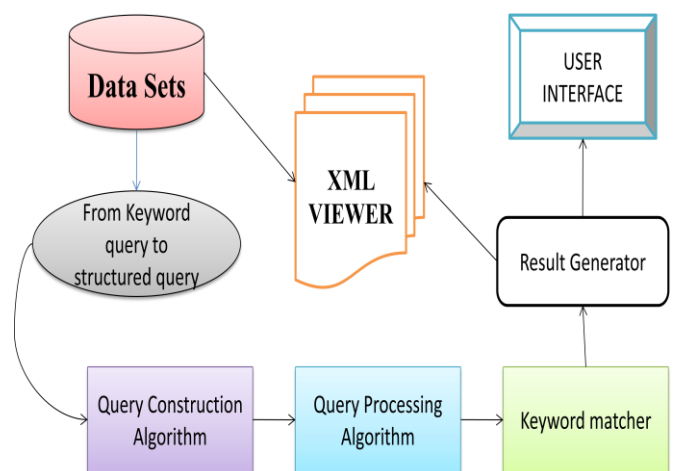 Data Sets
USER
INTERFACE
XML
VIEWER
From Keyword
query to
structured query
Result Generator
Query Construction
Algorithm
Query Processing
Algorithm
Keyword matcher